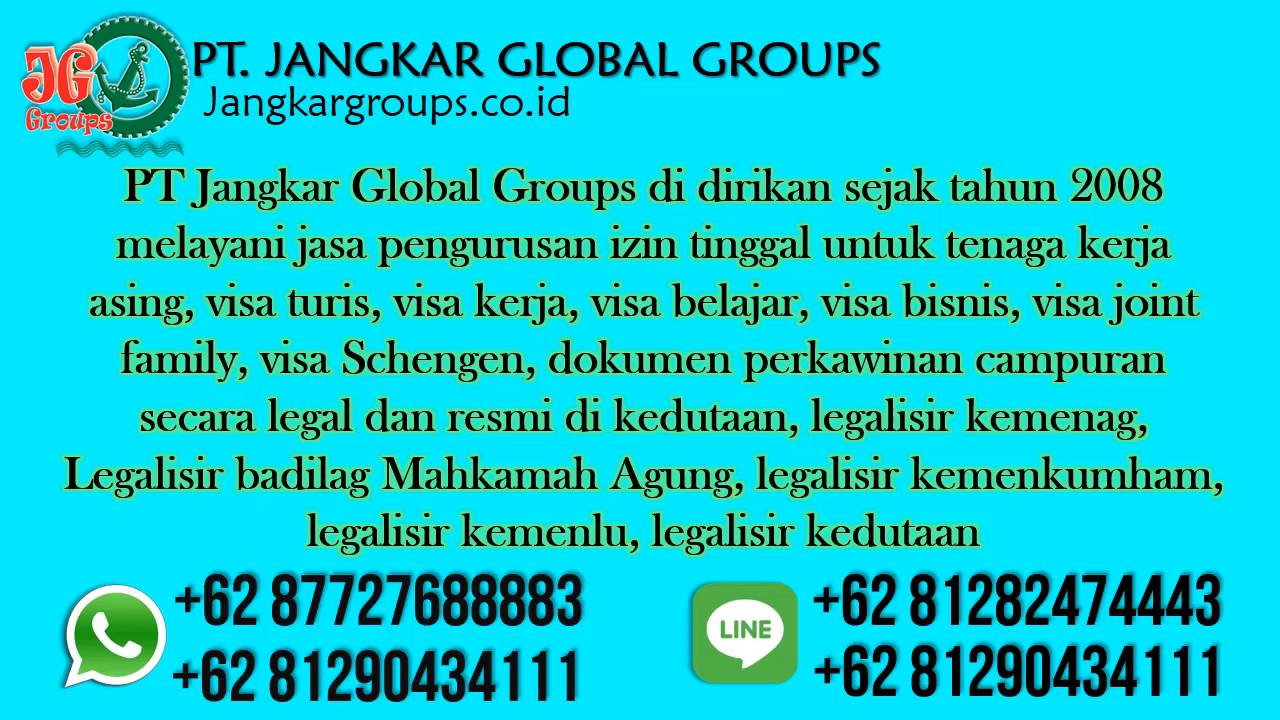 JG
Groups
PT. JANGKAR GLOBAL GROUPS
Jangkargroups.co.id
PT Jangkar Global Groups di dirikan sejak tahun 2008
melayani jasa pengurusan izin tinggal untuk tenaga kerja
asing, visa turis, visa kerja, visa belajar, visa bisnis, visa joint
family, visa Schengen, dokumen perkawinan campuran
secara legal dan resmi di kedutaan, legalisir kemenag,
Legalisir badilag Mahkamah Agung, legalisir kemenkumham,
legalisir kemenlu, legalisir kedutaan
+62 87727688883
+62 81290434111
LINE
+62 81282474443
+62 81290434111